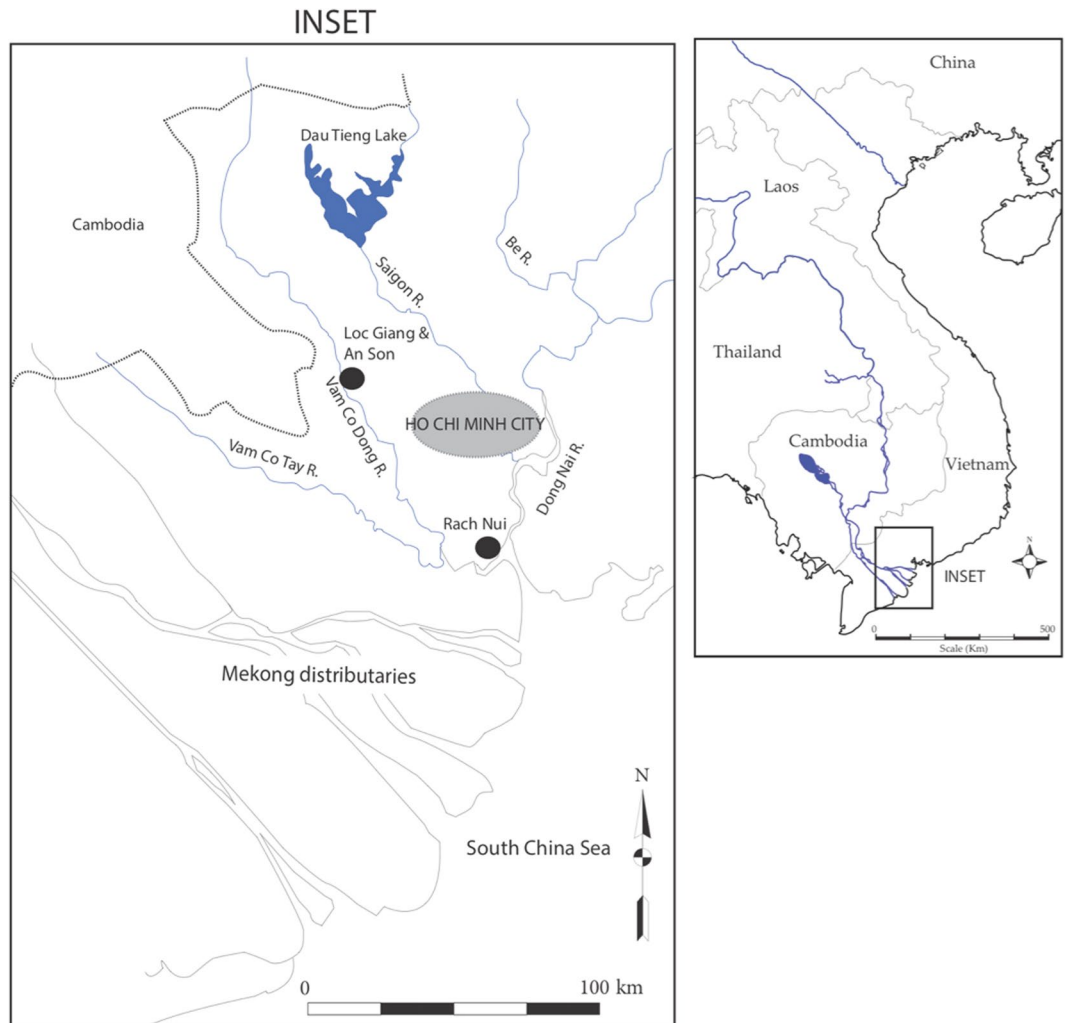 INSET
Dau Tieng Lake
Cambodia
Be R.
Saigon R.
Loc Giang &
An Son
Vam Co Dong R.
HO CHI MINH CITY
Vam Co Tay R.
Dong Nai R.
Rach Nui
Mekong distributaries
South China Sea
N
0 100 km
China
Laos
Thailand
Cambodia
Vietnam
N
INSET
0 500
Scale (Km)